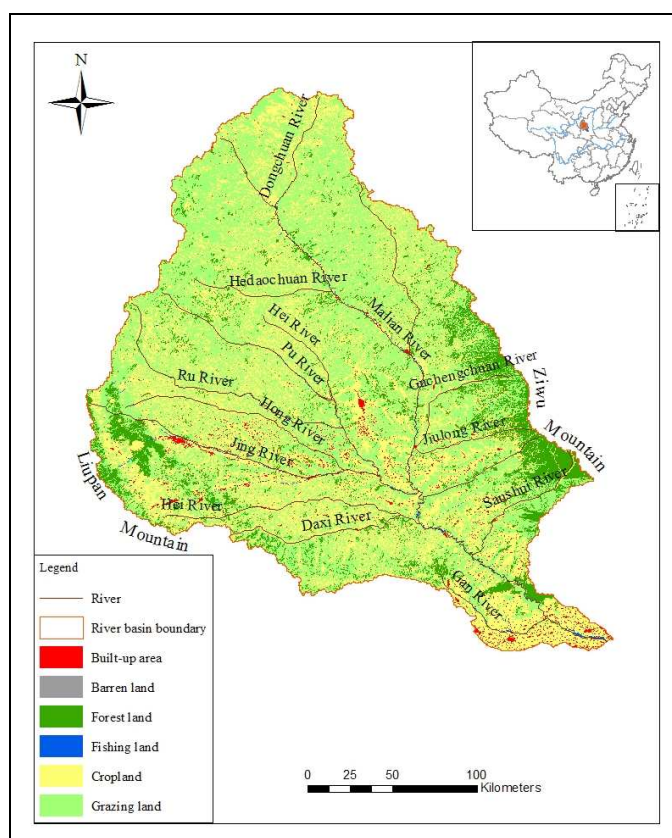 N
Dongchuan River
Hedaochuan River
Hei River
Malian River
Pu River
Guchengchuan River
Ru River
Ziwu
Hong River
Jiulong River
Mountain
Jing River
Liupan
Saushui River
Hei River
Daxi River
Mountain
Gan River
Legend
River
River basin boundary
Built-up area
Barren land
Forest land
Fishing land
Cropland
Grazing land
0 25 50 100
Kilometers